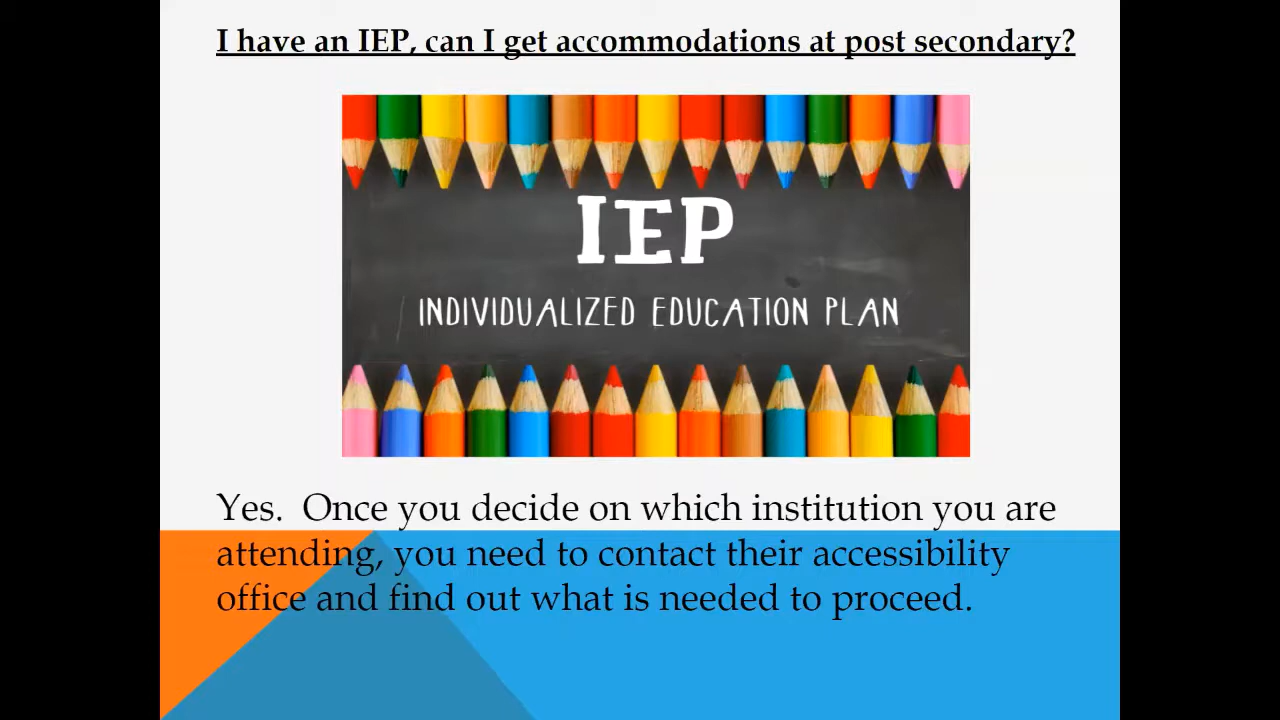 I have an IEP, can I get accommodations at post secondary?
IEP
INDIVIDUALIZED EDUCATION PLAN
Yes.  Once you decide on which institution you are
attending, you need to contact their accessibility
office and find out what is needed to proceed.